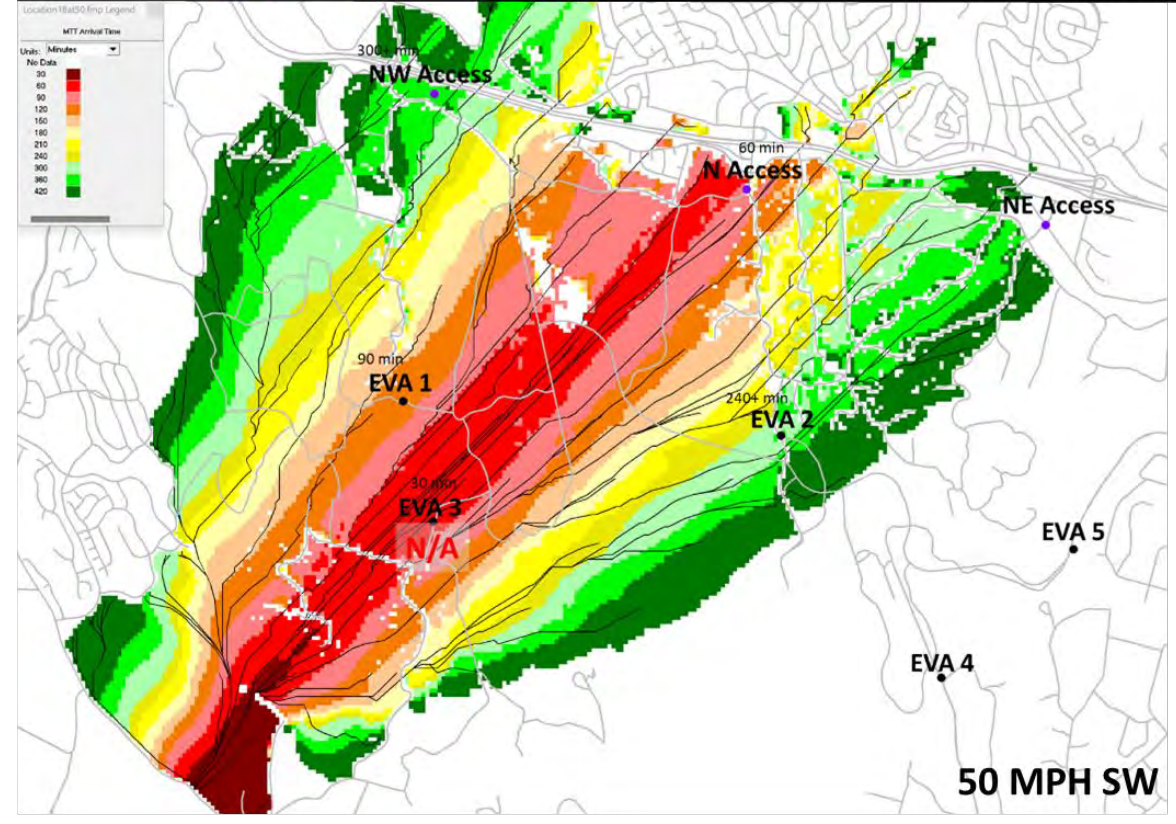 Location18at50.fmp Legend
MTT Arrival Time
Units: Minutes
No Data
30
60
90
120
150
180
210
240
300
360
420
300+ min
NW Access
60 min
N Access
NE Access
90 min
EVA 1
240+ min
EVA 2
30 min
EVA 3
N/A
EVA 5
EVA 4
50 MPH SW